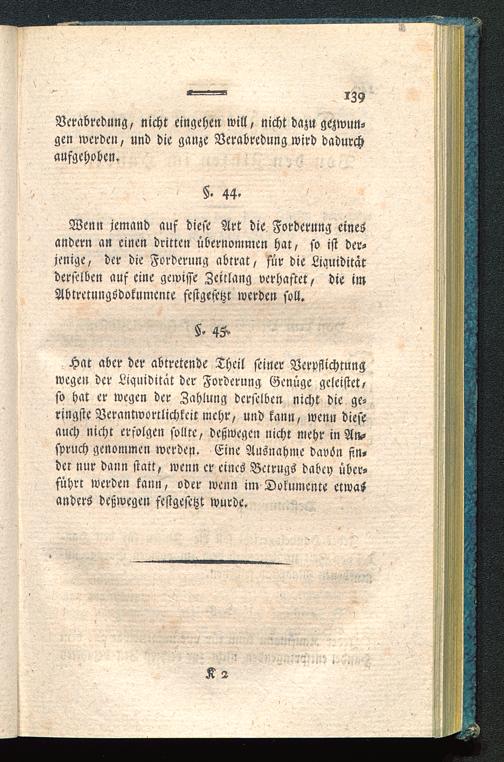 139
Verabredung, nicht eingehen will, nicht dazu gezwun-
gen werden, und die ganze Verabredung wird dadurch
aufgehoben.
§. 44.
Wenn jemand auf diese Art die Forderung eines
andern an einen dritten übernommen hat, so ist der-
jenige, der die Forderung abtrat, für die Liquidität
derselben auf eine gewisse Zeitlang verhaftet, die im
Abtretungsdokumente festgesetzt werden soll.
§. 45.
Hat aber der abtretende Theil seiner Verpflichtung
wegen der Liquidität der Forderung Genüge geleistet,
so hat er wegen der Zahlung derselben nicht die ge-
ringste Verantwortlichkeit mehr, und kann, wenn diese
auch nicht erfolgen sollte, deßwegen nicht mehr in An-
spruch genommen werden. Eine Ausnahme davon fin-
det nur dann statt, wenn er eines Betrugs dabey über-
führt werden kann, oder wenn im Dokumente etwas
anders deßwegen festgesetzt wurde.
K 2